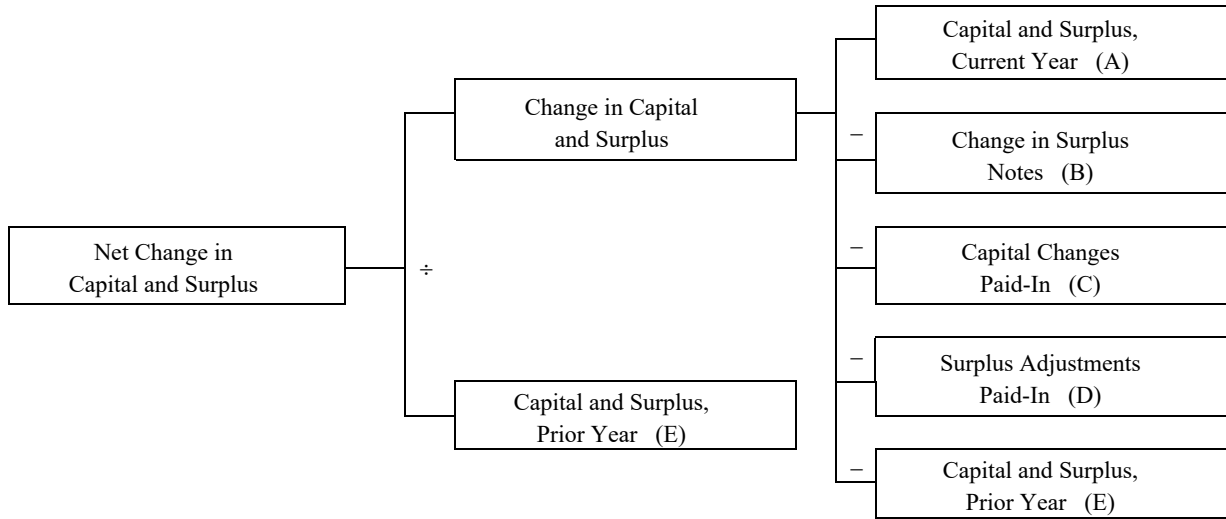 Capital and Surplus,
Current Year (A)
Change in Capital
and Surplus
–
Change in Surplus
Notes (B)
Net Change in
Capital and Surplus
÷
–
Capital Changes
Paid-In (C)
–
Surplus Adjustments
Paid-In (D)
Capital and Surplus,
Prior Year (E)
–
Capital and Surplus,
Prior Year (E)